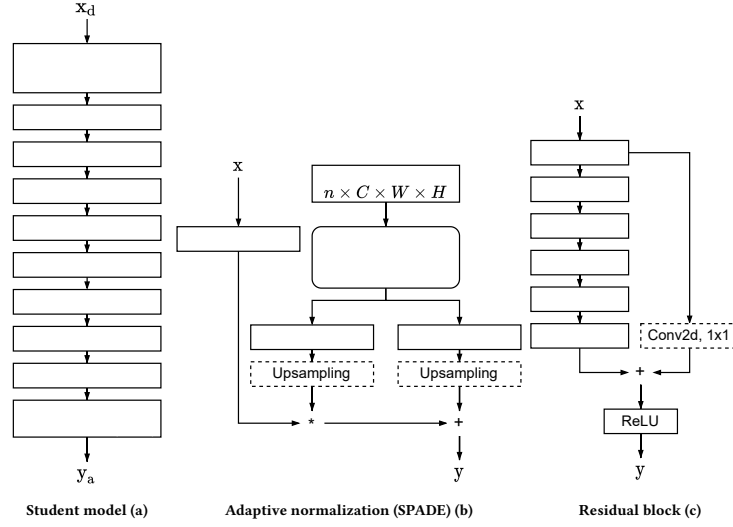 x_d
y_a
Student model (a)
x
n × C × W × H
Upsampling
Upsampling
*
+
y
Adaptive normalization (SPADE) (b)
x
Conv2d, 1x1
+
ReLU
y
Residual block (c)